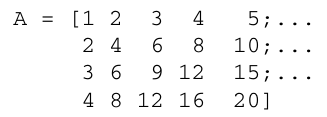 A = [1 2 3 4 5;...
2 4 6 8 10;...
3 6 9 12 15;...
4 8 12 16 20]